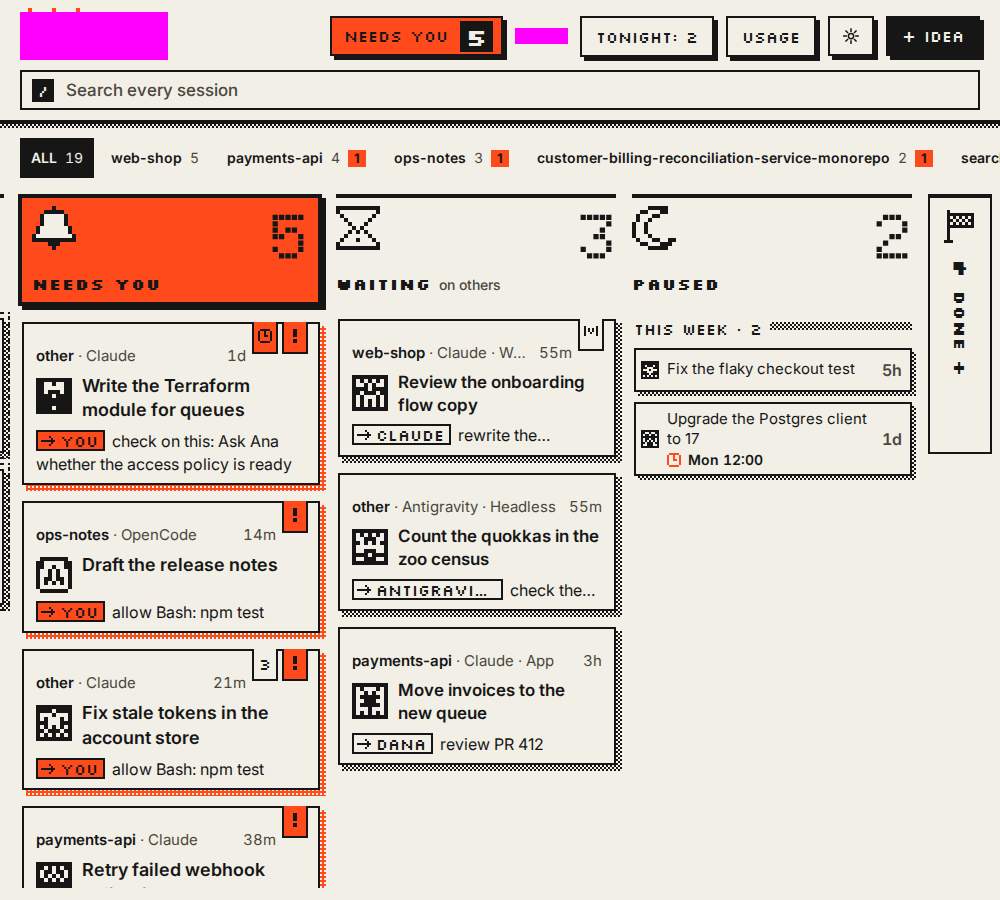 NEEDS YOU 5
TONIGHT: 2
USAGE
+ IDEA
/ Search every session
ALL 19
web-shop 5
payments-api 4 1
ops-notes 3 1
customer-billing-reconciliation-service-monorepo 2 1
5
NEEDS YOU
3
WAITING on others
2
PAUSED
4 DONE +
other · Claude 1d !
Write the Terraform
module for queues
→ YOU check on this: Ask Ana
whether the access policy is ready
ops-notes · OpenCode 14m !
Draft the release notes
→ YOU allow Bash: npm test
other · Claude 21m 3 !
Fix stale tokens in the
account store
→ YOU allow Bash: npm test
payments-api · Claude 38m !
Retry failed webhook
web-shop · Claude · W... 55m
Review the onboarding
flow copy
→ CLAUDE rewrite the...
other · Antigravity · Headless 55m
Count the quokkas in the
zoo census
→ ANTIGRAVI... check the...
payments-api · Claude · App 3h
Move invoices to the
new queue
→ DANA review PR 412
THIS WEEK · 2
Fix the flaky checkout test 5h
Upgrade the Postgres client
to 17 1d
Mon 12:00